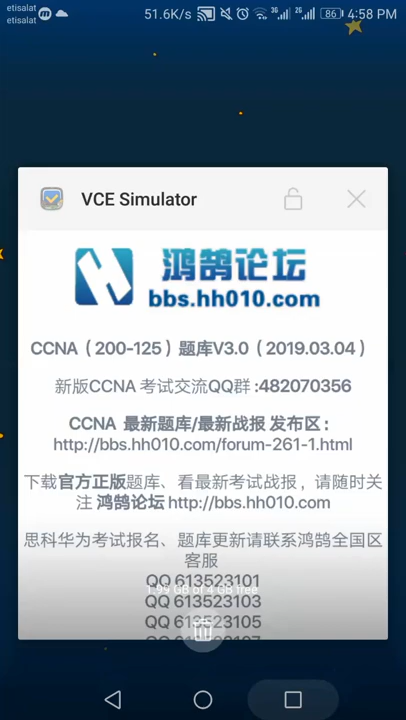 etisalat
etisalat
51.6K/s 3G 2G 86 4:58 PM
VCE Simulator
鸿鹄论坛
bbs.hh010.com
CCNA（200-125）题库V3.0（2019.03.04）
新版CCNA 考试交流QQ群 :482070356
CCNA 最新题库/最新战报 发布区：
http://bbs.hh010.com/forum-261-1.html
下载官方正版题库、看最新考试战报，请随时关
注 鸿鹄论坛 http://bbs.hh010.com
思科华为考试报名、题库更新请联系鸿鹄全国区
客服
QQ 613523101
1.99 GB of 4 GB free
QQ 613523103
QQ 613523105